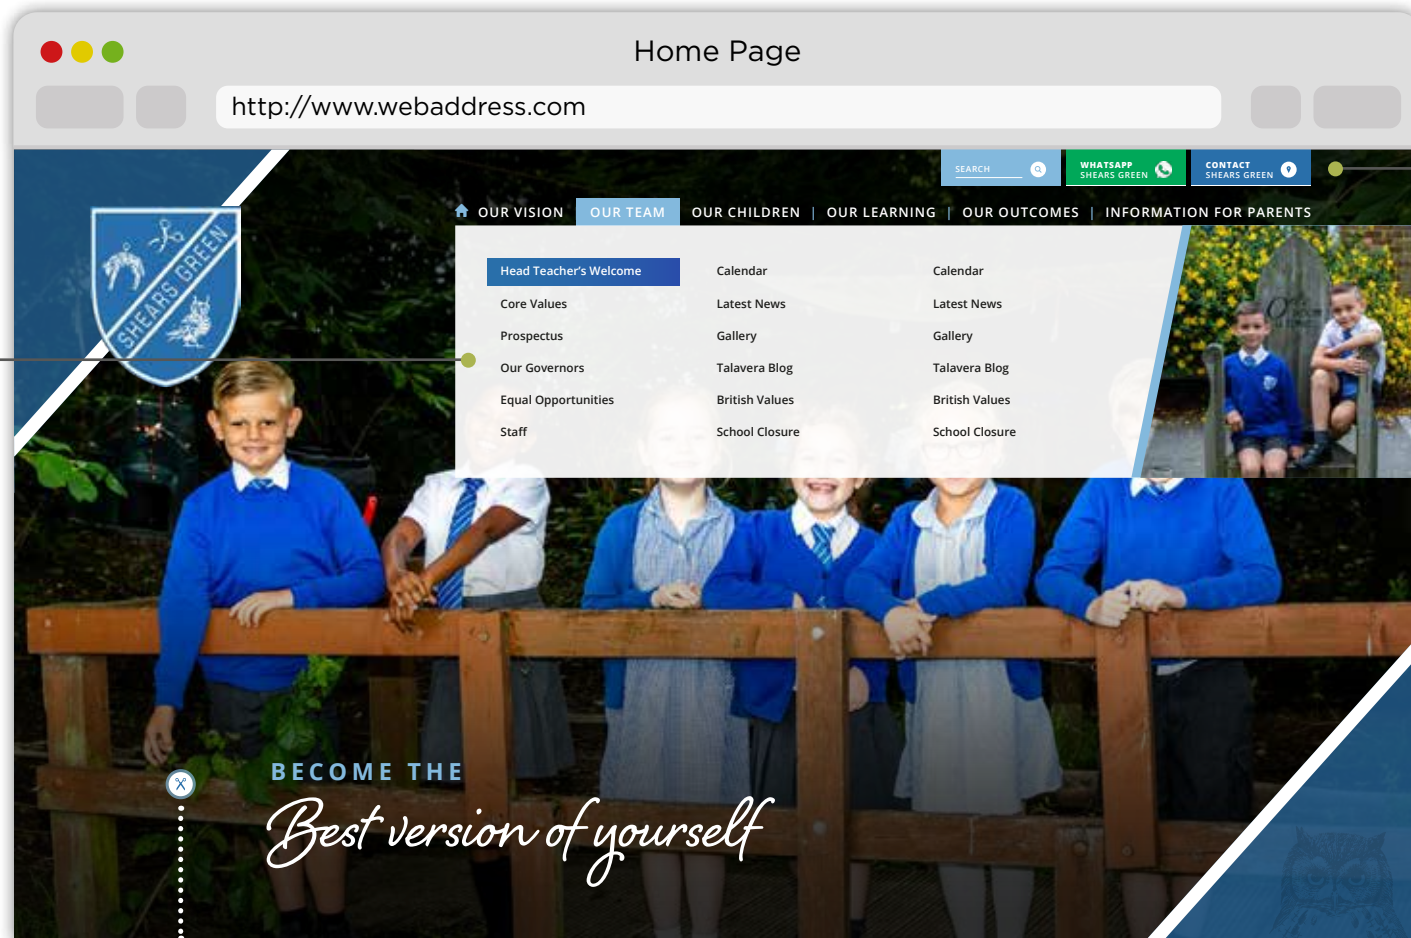 Home Page
http://www.webaddress.com
SEARCH
WHATSAPP
SHEARS GREEN
CONTACT
SHEARS GREEN
OUR VISION OUR TEAM OUR CHILDREN | OUR LEARNING | OUR OUTCOMES | INFORMATION FOR PARENTS
SHEARS GREEN
Head Teacher's Welcome Calendar Calendar
Core Values Latest News Latest News
Prospectus Gallery Gallery
Our Governors Talavera Blog Talavera Blog
Equal Opportunities British Values British Values
Staff School Closure School Closure
BECOME THE
Best version of yourself